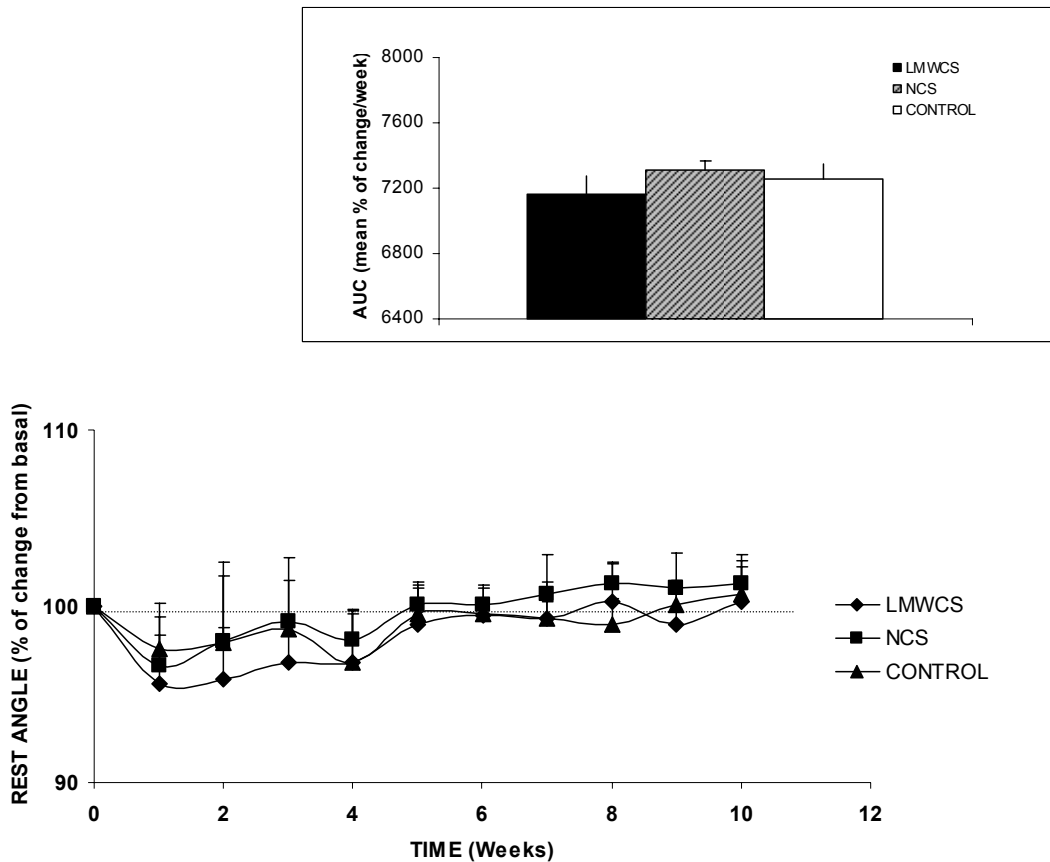 8000
7600
7200
6800
6400
AUC (mean % of change/week)
LMWCS
NCS
CONTROL
REST ANGLE (% of change from basal)
110
100
90
0 2 4 6 8 10 12
TIME (Weeks)
LMWCS
NCS
CONTROL